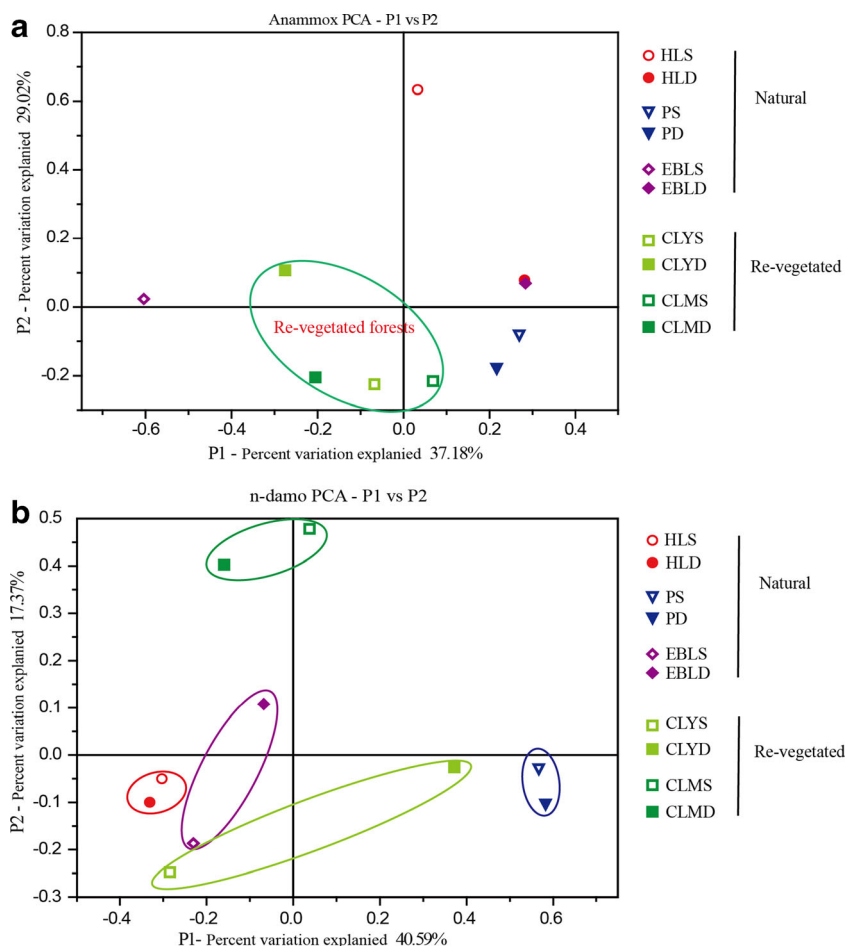 a
Anammox PCA - P1 vs P2
0.8
0.6
0.4
0.2
0.0
-0.2
P2 - Percent variation explanied 29.02%
Re-vegetated forests
-0.6
-0.4
-0.2
0.0
0.2
0.4
P1 - Percent variation explanied 37.18%
HLS
HLD
PS
PD
EBLS
EBLD
Natural
CLYS
CLYD
CLMS
CLMD
Re-vegetated
b
n-damo PCA - P1 vs P2
0.5
0.4
0.3
0.2
0.1
0.0
-0.1
-0.2
-0.3
P2 - Percent variation explanied 17.37%
-0.4
-0.2
0.0
0.2
0.4
0.6
P1- Percent variation explanied 40.59%
HLS
HLD
PS
PD
EBLS
EBLD
Natural
CLYS
CLYD
CLMS
CLMD
Re-vegetated